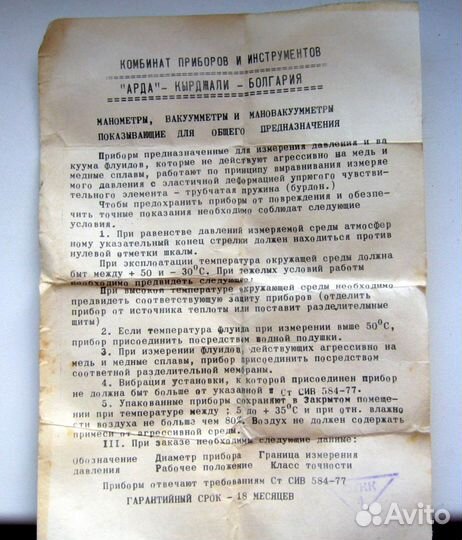 КОМБИНАТ ПРИБОРОВ И ИНСТРУМЕНТОВ
"АРДА" – КЫРДЖАЛИ – БОЛГАРИЯ
МАНОМЕТРЫ, ВАКУУММЕТРЫ И МАНОВАКУУММЕТРЫ
ПОКАЗЫВАЮЩИЕ ДЛЯ ОБЩЕГО ПРЕДНАЗНАЧЕНИЯ
Приборы предназначенные для измерения давления и ва
куума флуидов, которые не действуют агрессивно на медь и
медные сплавы, работают по принципу выравнивания измеряе
мого давления с эластичной деформацией упругого чувстви-
тельного элемента – трубчатая пружина (бурдон.)
Чтобы предохранить приборы от повреждения и обеспе-
чить точные показания необходимо соблюдат следующие
условия.
1. При равенстве давлений измеряемой среды атмосфер
ному указательный конец стрелки должен находиться против
нулевой отметки шкалы.
При эксплоатации температура окружащей среды должна
быт между + 50 и – 30°С. При тяжелых условий работы
необходимо предвидеть следующее:
При высокой температуре окружащей среды необходимо
предвидеть соответствующую защиту приборов (отделить
прибор от источника теплоты или поставит разделительные
щиты)
2. Если температура флуида при измерении выше 50°С,
прибор присоединить посредством водной подушки.
3. При измерении флуидов, действующих агрессивно на
медь и медные сплавы, прибор присоединить посредством
соответной разделительной мембраны.
4. Вибрация установки, к которой присоединен прибор
не должна быт больше от указаной в Ст СИВ 584-77.
5. Упакованные приборы сохраняют в закрытом помеще-
нии при температуре между : 5 до + 35°С и при отн. влажно
сти воздуха не больше чем 80%. Воздух не должен содержать
примеси от агрессивной среды.
III. При заказе необходимо следующие данные:
Обозначение Диаметр прибора Граница измерения
давления Рабочее положение Класс точности
Приборы отвечают требованиям Ст СИВ 584-77
ГАРАНТИЙНЫЙ СРОК – 18 МЕСЯЦЕВ
Avito